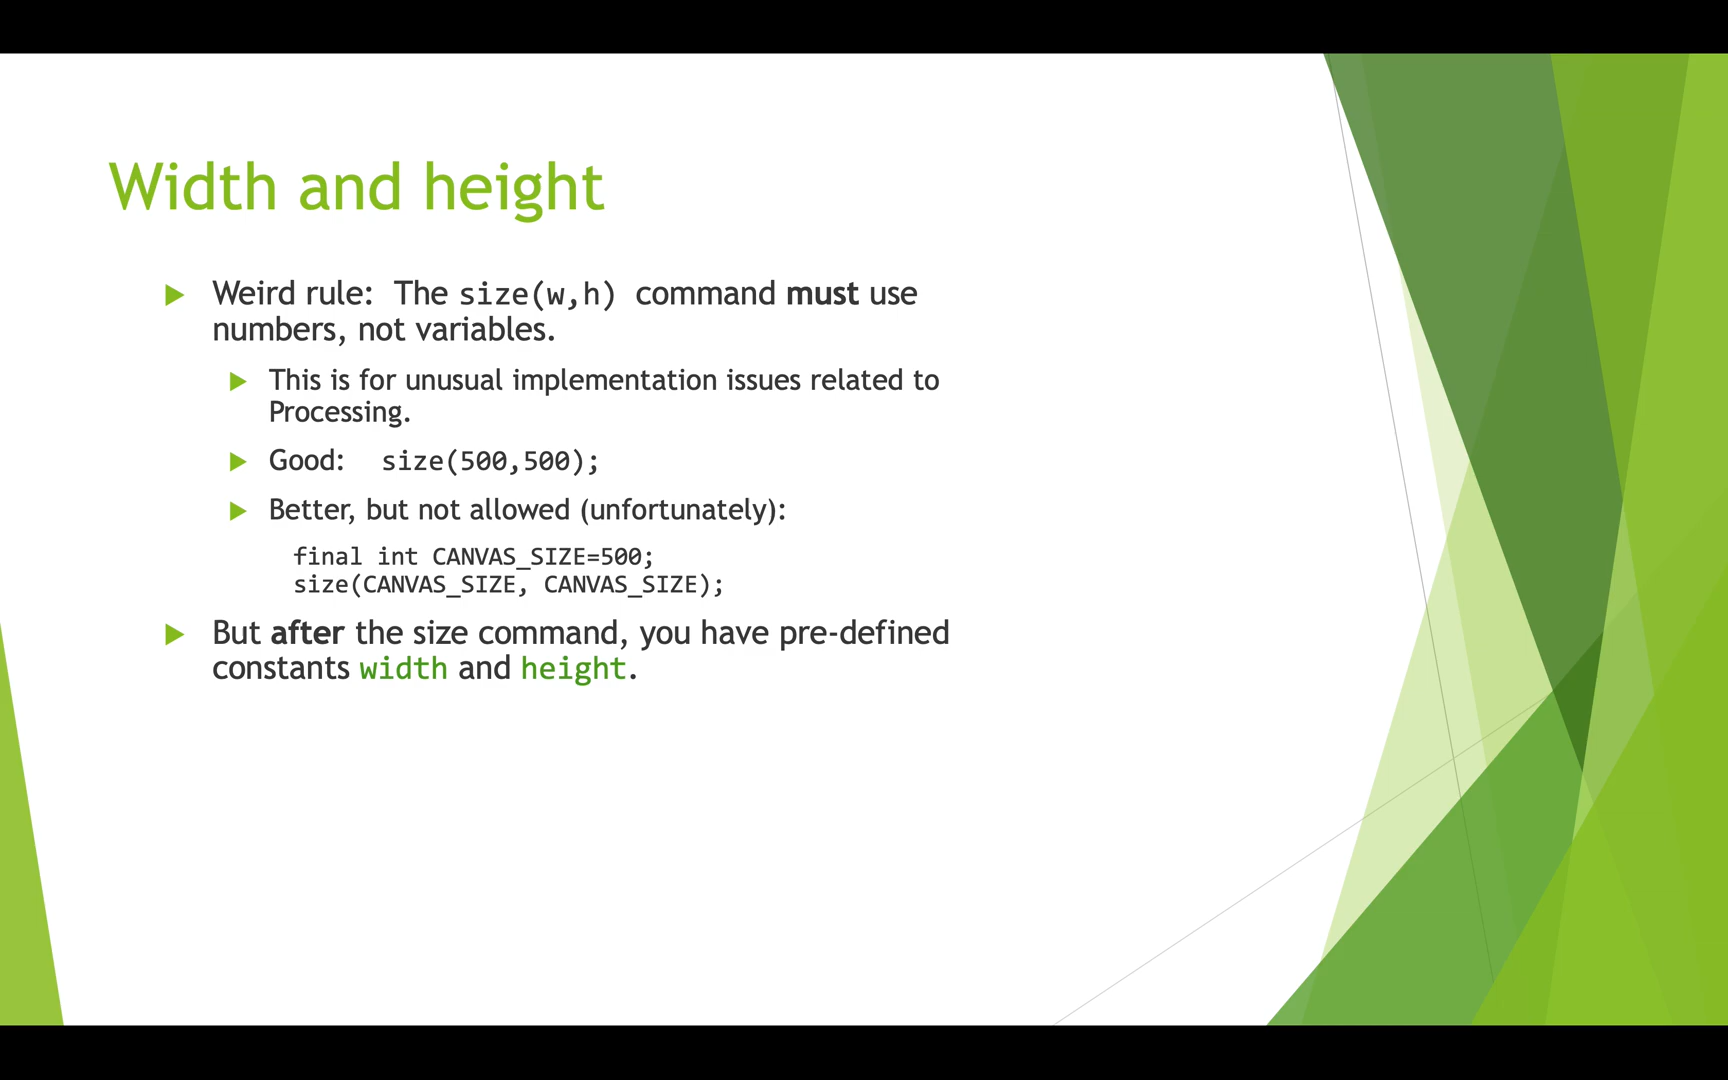 Width and height
Weird rule:  The size(w,h)  command must use
numbers, not variables.
This is for unusual implementation issues related to
Processing.
Good:   size(500,500);
Better, but not allowed (unfortunately):
final int CANVAS_SIZE=500;
size(CANVAS_SIZE, CANVAS_SIZE);
But after the size command, you have pre-defined
constants width and height.